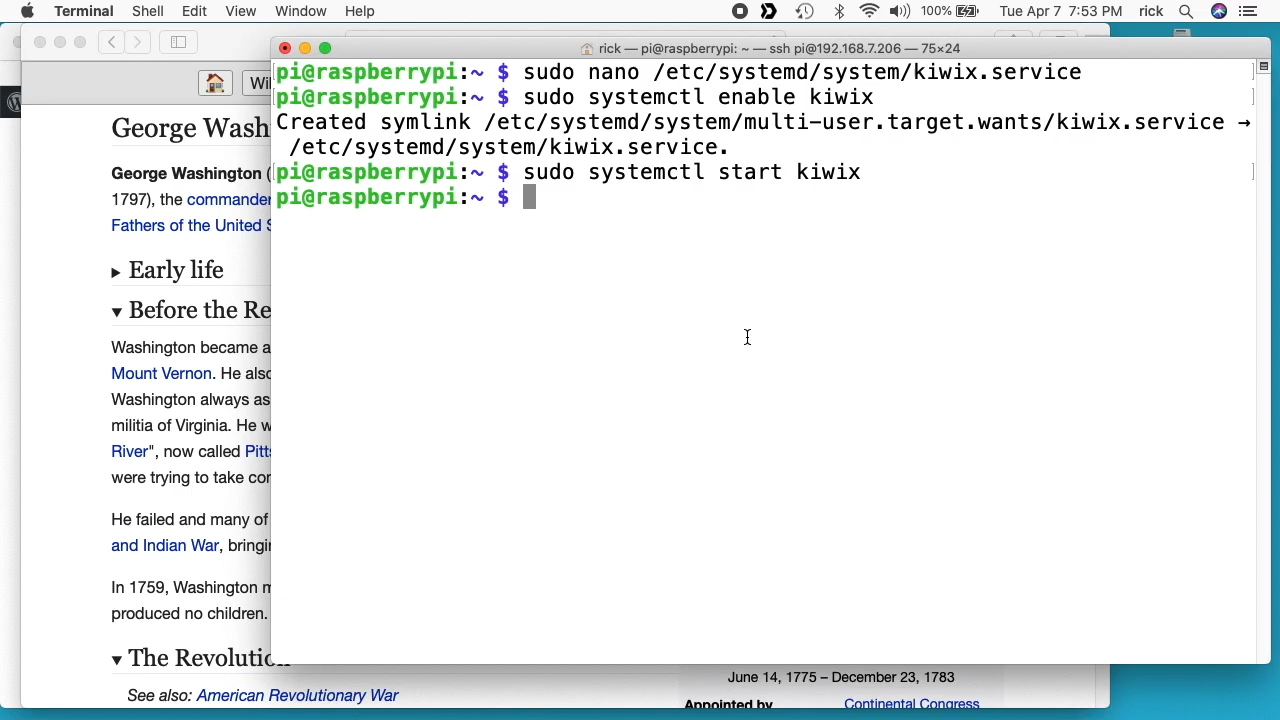 Terminal Shell Edit View Window Help 100% Tue Apr 7 7:53 PM rick
rick — pi@raspberrypi: ~ — ssh pi@192.168.7.206 — 75×24
pi@raspberrypi:~ $ sudo nano /etc/systemd/system/kiwix.service
pi@raspberrypi:~ $ sudo systemctl enable kiwix
Created symlink /etc/systemd/system/multi-user.target.wants/kiwix.service →
/etc/systemd/system/kiwix.service.
pi@raspberrypi:~ $ sudo systemctl start kiwix
pi@raspberrypi:~ $
George Wash
George Washington (
1797), the commander
Fathers of the United S
Early life
Before the Re
Washington became a
Mount Vernon. He also
Washington always as
militia of Virginia. He w
River", now called Pitts
were trying to take con
He failed and many of
and Indian War, bringin
In 1759, Washington m
produced no children.
The Revolution
See also: American Revolutionary War
June 14, 1775 – December 23, 1783
Appointed by Continental Congress